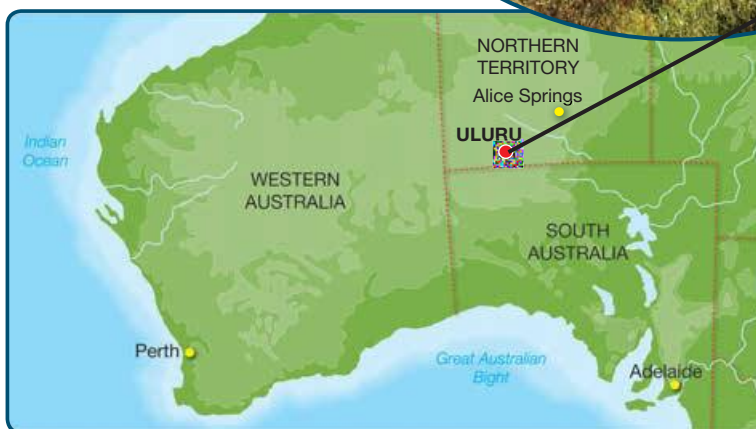 NORTHERN
TERRITORY
Alice Springs
ULURU
Indian
Ocean
WESTERN
AUSTRALIA
SOUTH
AUSTRALIA
Perth
Great Australian
Bight
Adelaide